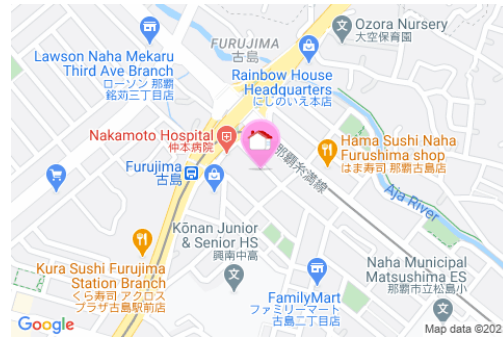 Ozora Nursery
大空保育園
Lawson Naha Mekaru
Third Ave Branch
ローソン 那覇
銘苅三丁目店
FURUJIMA
古島
Rainbow House
Headquarters
にじのいえ本店
Nakamoto Hospital
仲本病院
Hama Sushi Naha
Furushima shop
はま寿司 那覇古島店
那覇糸満線
Furujima
古島
Aja River
Kōnan Junior
& Senior HS
興南中高
Kura Sushi Furujima
Station Branch
くら寿司 アクロス
プラザ古島駅前店
Naha Municipal
Matsushima ES
那覇市立松島小
FamilyMart
ファミリーマート
古島二丁目店
Google
Map data ©202